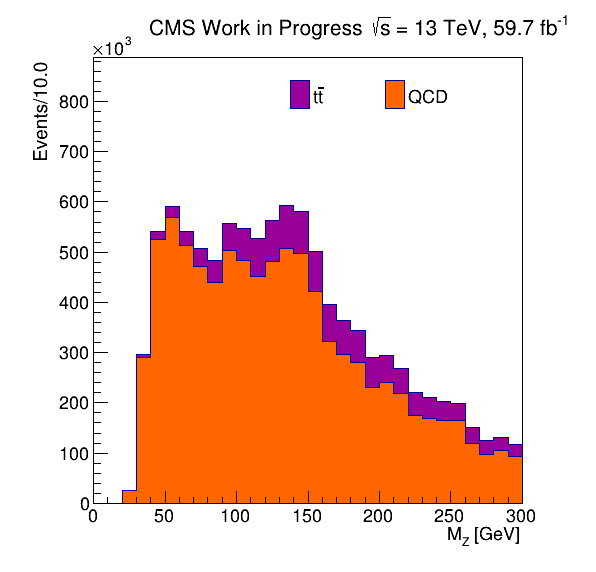 CMS Work in Progress √s = 13 TeV, 59.7 fb⁻¹
×10³
Events/10.0
tt̄
QCD
800
700
600
500
400
300
200
100
0
0 50 100 150 200 250 300
M_Z [GeV]